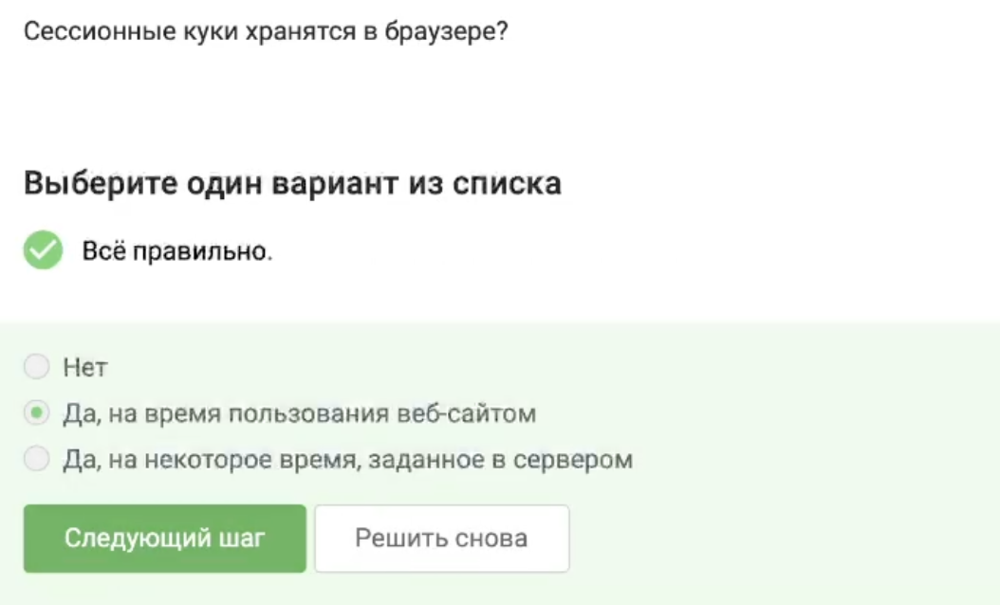 Сессионные куки хранятся в браузере?
Выберите один вариант из списка
Всё правильно.
Нет
Да, на время пользования веб-сайтом
Да, на некоторое время, заданное в сервером
Следующий шаг
Решить снова